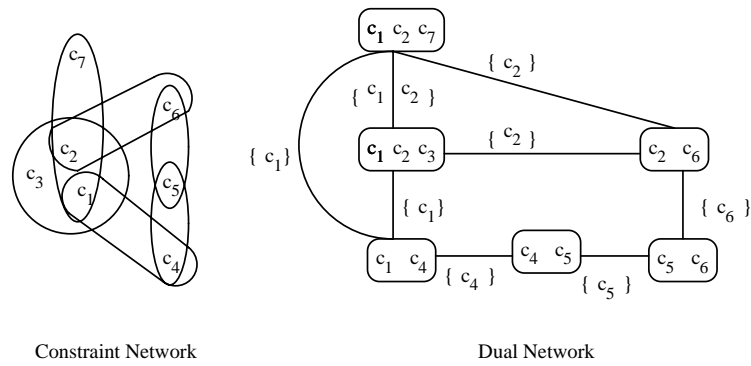 c7
c6
c2
c3
c1
c5
c4
c1 c2 c7
{ c2 }
{ c1 c2 }
{ c1}
c1 c2 c3
{ c2 }
c2 c6
{ c1 }
{ c6 }
c1 c4
{ c4 }
c4 c5
{ c5 }
c5 c6
Constraint Network
Dual Network